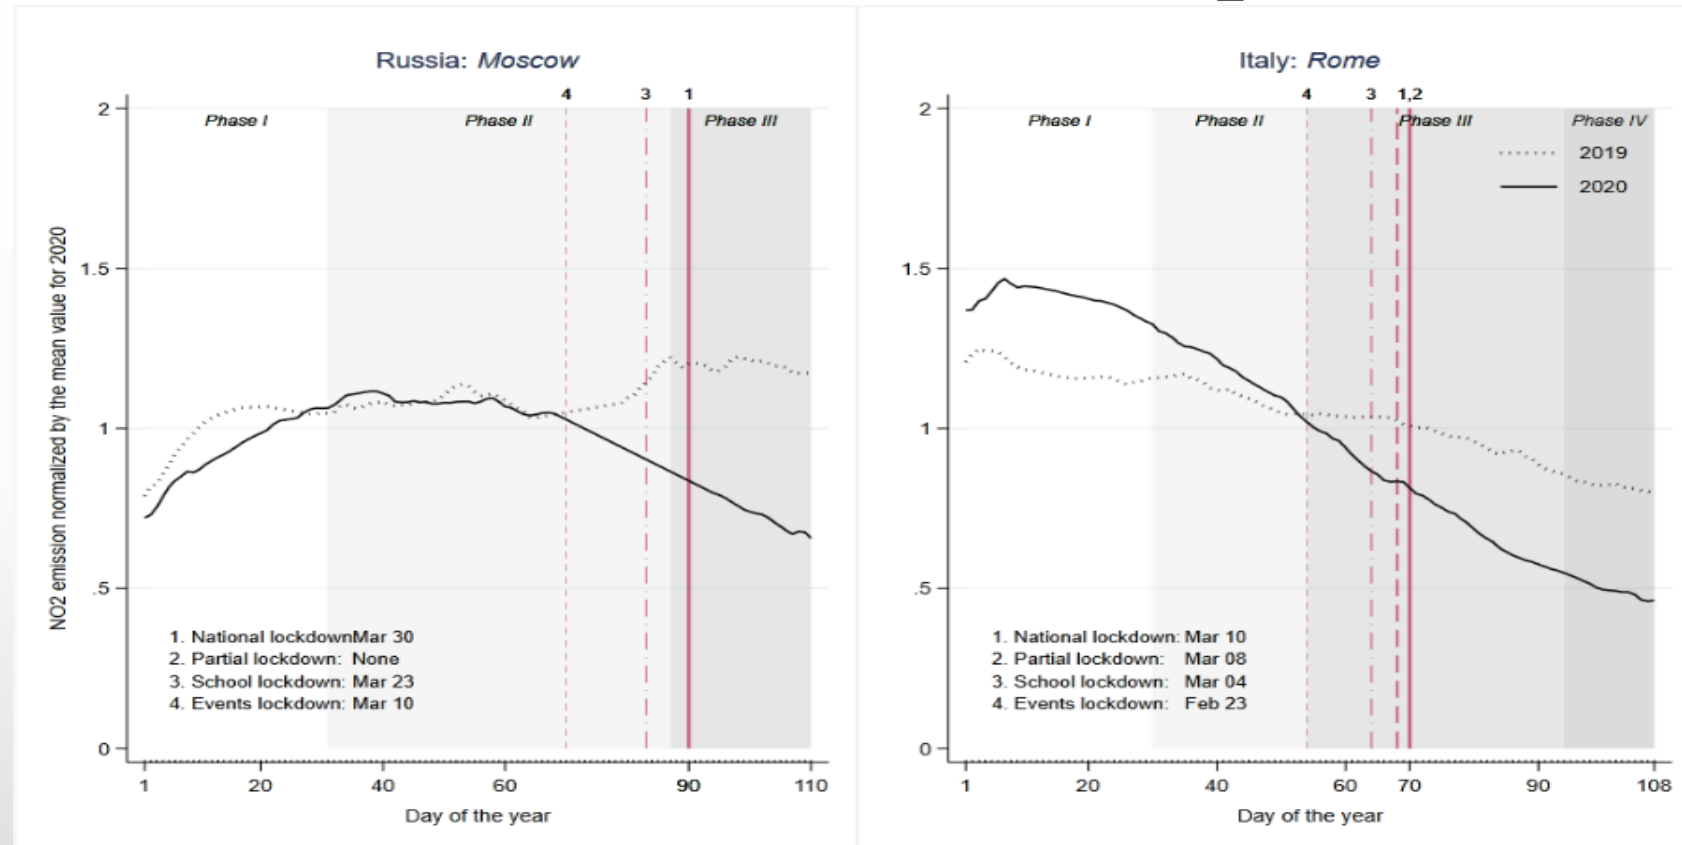 Russia: Moscow
4 3 1
2
Phase I Phase II Phase III
1.5
1
.5
0
NO2 emission normalized by the mean value for 2020
1. National lockdownMar 30
2. Partial lockdown: None
3. School lockdown: Mar 23
4. Events lockdown: Mar 10
1 20 40 60 90 110
Day of the year
Italy: Rome
4 3 1,2
2
Phase I Phase II Phase III Phase IV
2019
2020
1.5
1
.5
0
1. National lockdown: Mar 10
2. Partial lockdown: Mar 08
3. School lockdown: Mar 04
4. Events lockdown: Feb 23
1 20 40 60 70 90 108
Day of the year